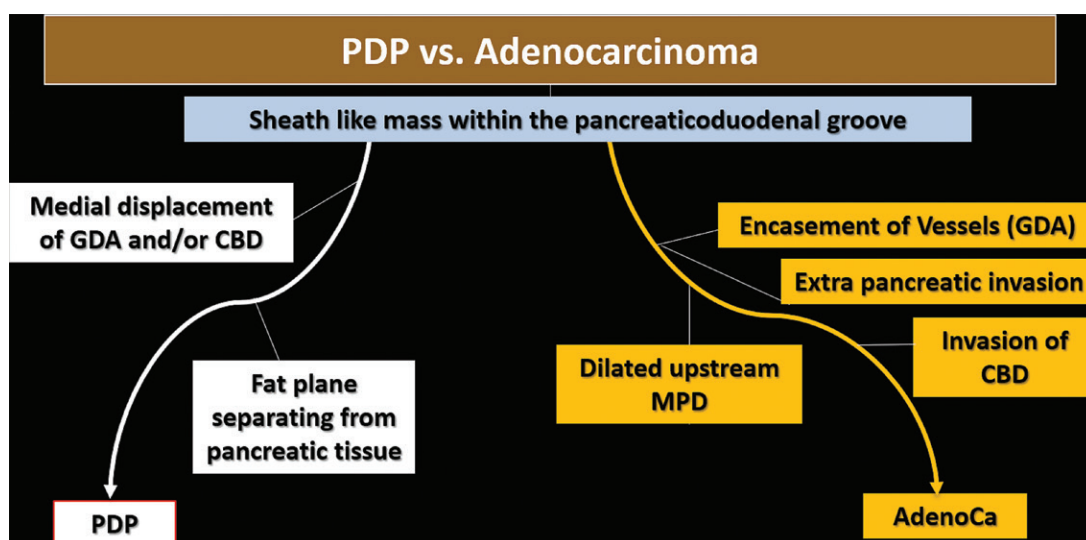 PDP vs. Adenocarcinoma
Sheath like mass within the pancreaticoduodenal groove
Medial displacement
of GDA and/or CBD
Fat plane
separating from
pancreatic tissue
PDP
Encasement of Vessels (GDA)
Extra pancreatic invasion
Dilated upstream
MPD
Invasion of
CBD
AdenoCa